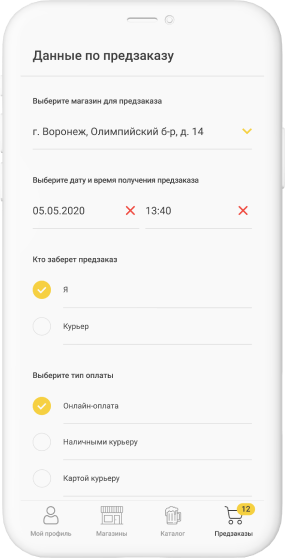 Данные по предзаказу
Выберите магазин для предзаказа
г. Воронеж, Олимпийский б-р, д. 14
Выберите дату и время получения предзаказа
05.05.2020 13:40
Кто заберет предзаказ
Я
Курьер
Выберите тип оплаты
Онлайн-оплата
Наличными курьеру
Картой курьеру
12
Мой профиль Магазины Каталог Предзаказы